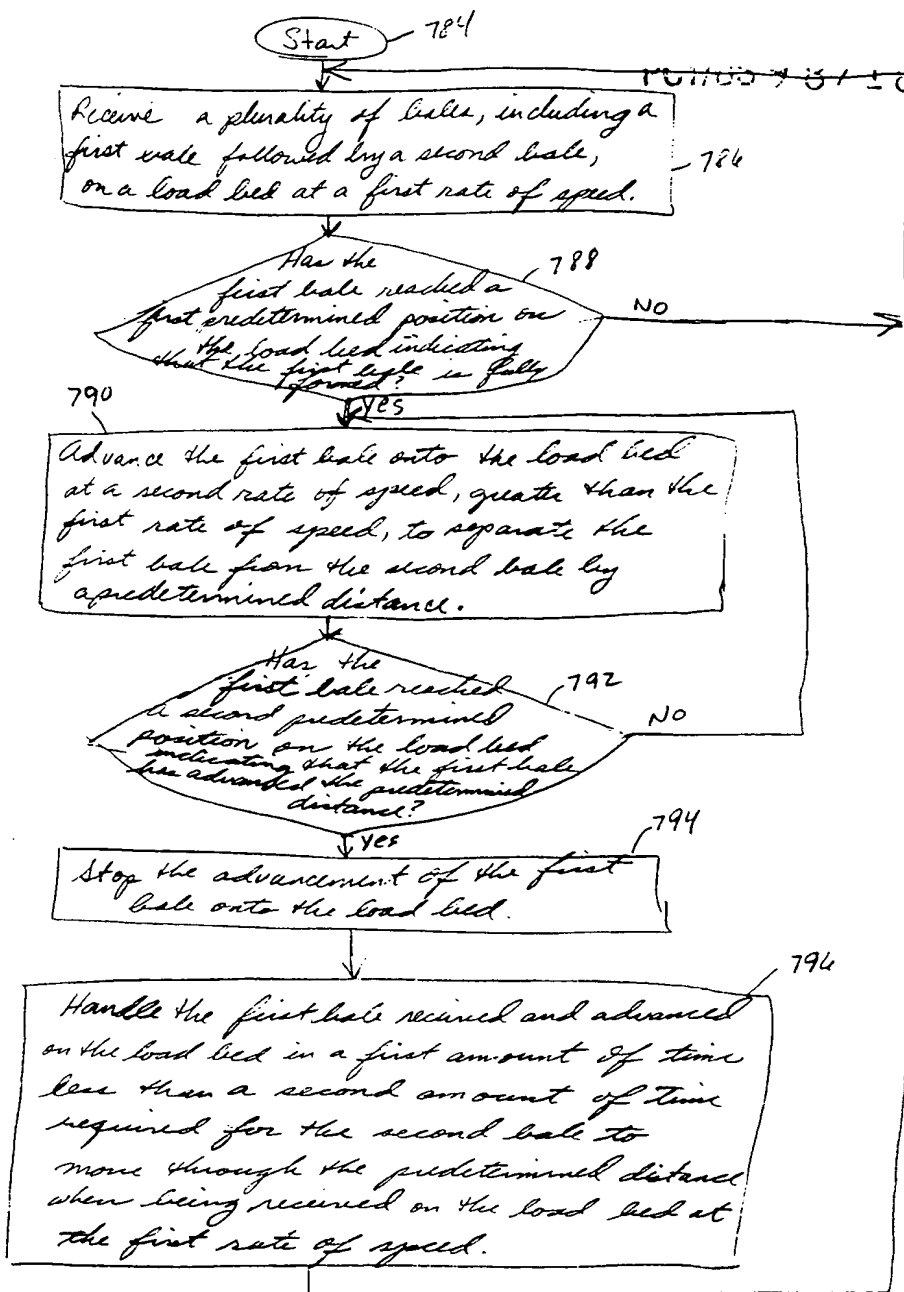 Start
784
Receive a plurality of bales, including a
first bale followed by a second bale,
on a load bed at a first rate of speed.
786
Has the
first bale reached a
first predetermined position on
the load bed indicating
that the first bale is fully
formed?
788
NO
yes
790
Advance the first bale onto the load bed
at a second rate of speed, greater than the
first rate of speed, to separate the
first bale from the second bale by
a predetermined distance.
Has the
first bale reached
a second predetermined
position on the load bed
indicating that the first bale
has advanced the predetermined
distance?
792
NO
yes
794
Stop the advancement of the first
bale onto the load bed.
796
Handle the first bale received and advanced
on the load bed in a first amount of time
less than a second amount of time
required for the second bale to
move through the predetermined distance
when being received on the load bed at
the first rate of speed.